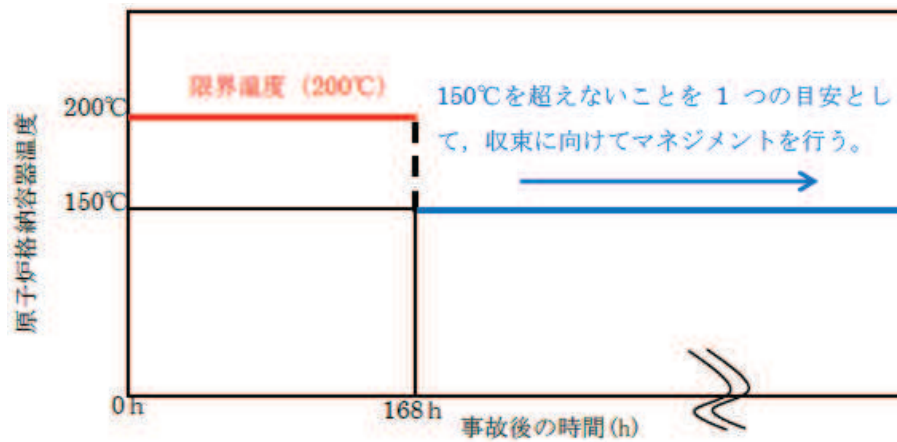 限界温度（200℃）
150℃を超えないことを 1 つの目安とし
て，収束に向けてマネジメントを行う。
200℃
150℃
原子炉格納容器温度
0h
168h
事故後の時間(h)